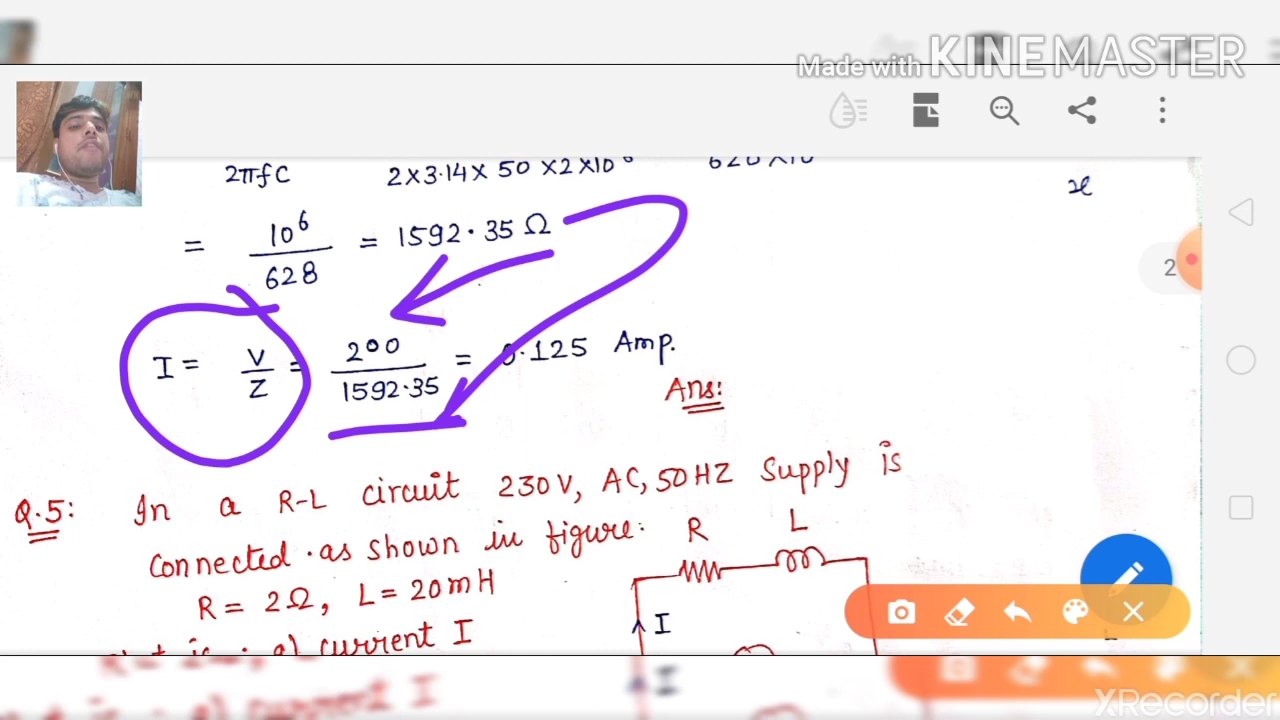 Made with KINEMASTER
2πfC 2×3.14×50×2×10
x
= 10⁶/628 = 1592.35 Ω
2
I = V/Z = 200/1592.35 = 0.125 Amp.
Ans:
Q.5: In a R-L circuit 230V, AC, 50HZ Supply is
Connected.as shown in figure:
R L
R = 2Ω, L = 20mH
current I
I
XRecorder